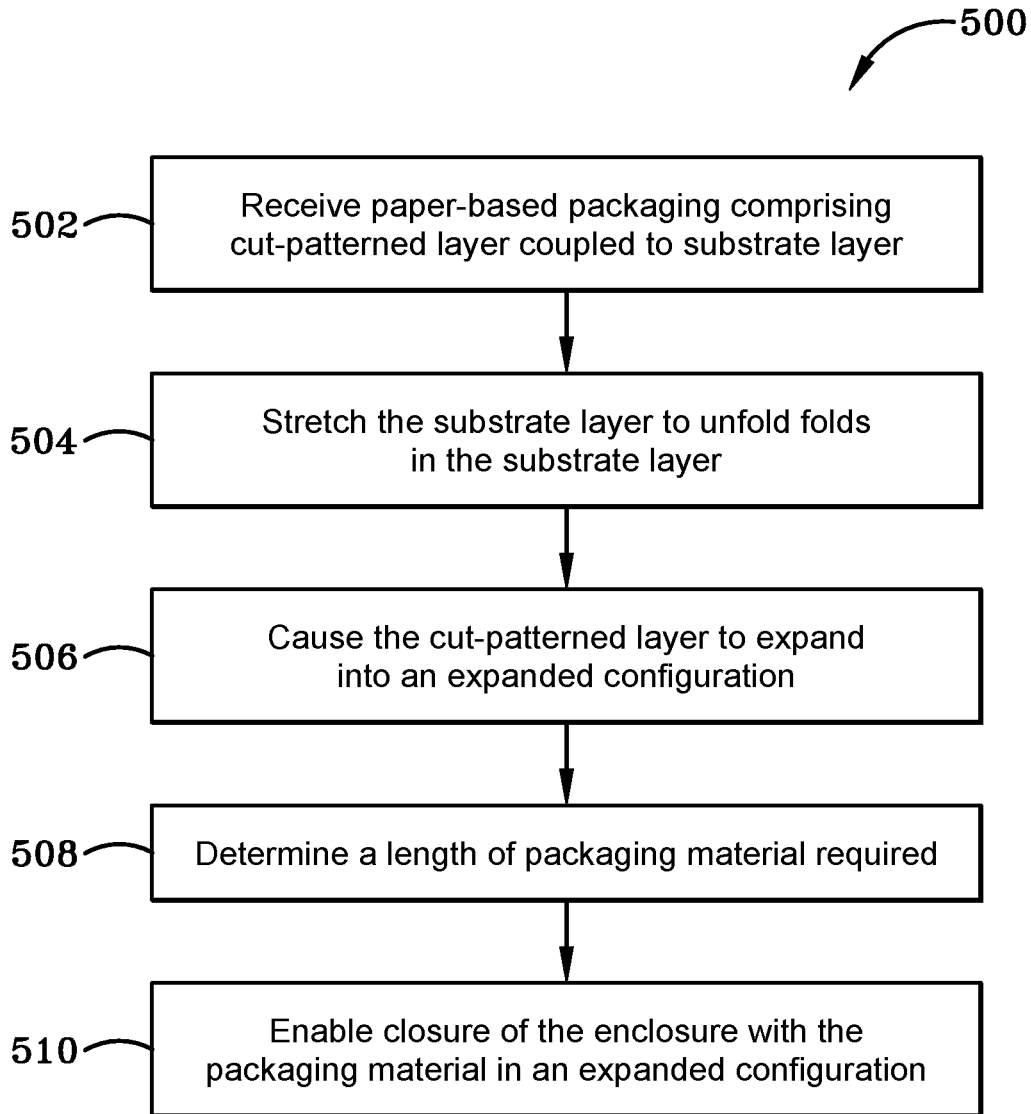 500
502
Receive paper-based packaging comprising
cut-patterned layer coupled to substrate layer
504
Stretch the substrate layer to unfold folds
in the substrate layer
506
Cause the cut-patterned layer to expand
into an expanded configuration
508
Determine a length of packaging material required
510
Enable closure of the enclosure with the
packaging material in an expanded configuration